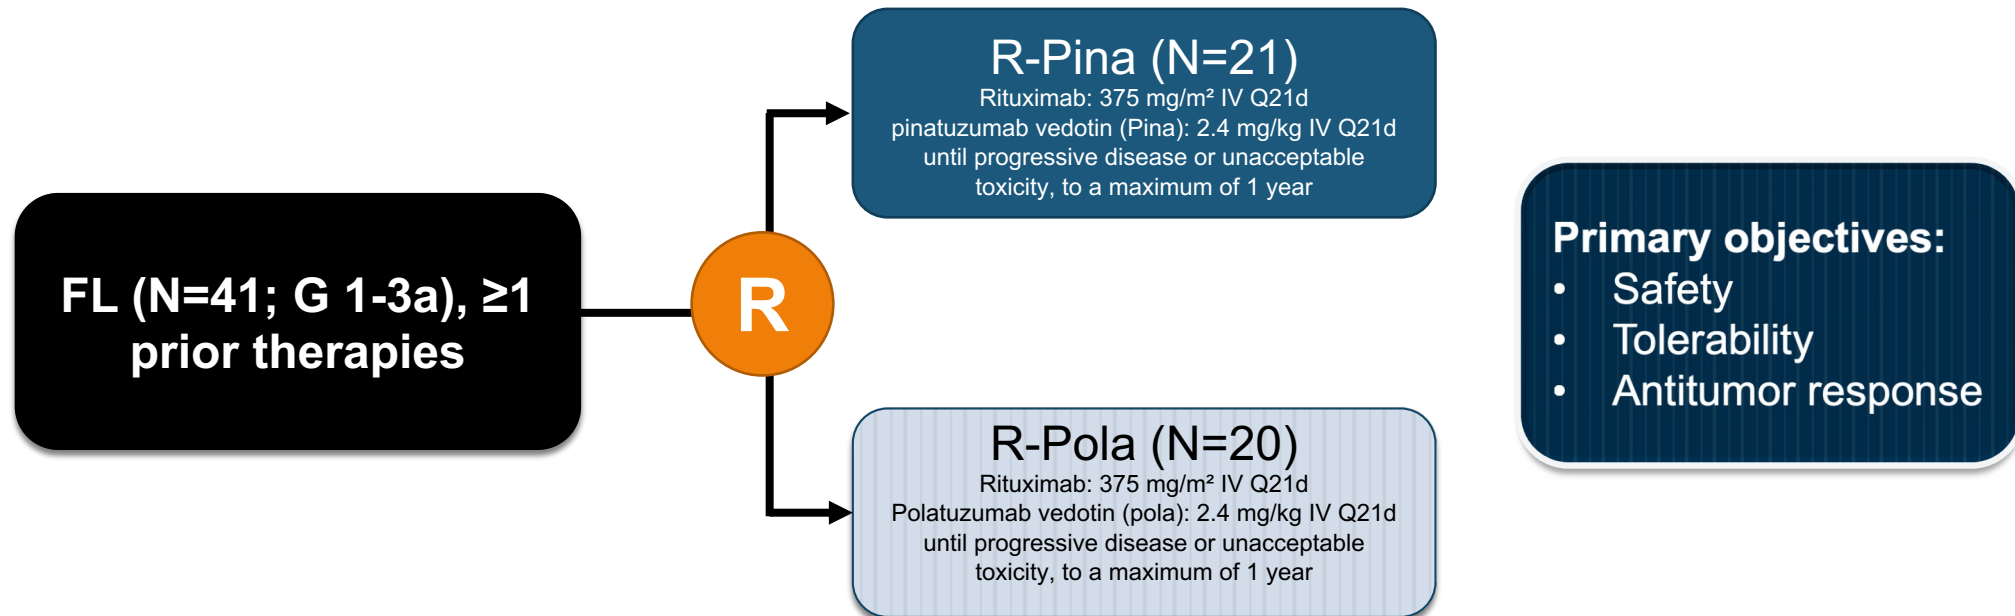 FL (N=41; G 1-3a), ≥1
prior therapies
R
R-Pina (N=21)
Rituximab: 375 mg/m² IV Q21d
pinatuzumab vedotin (Pina): 2.4 mg/kg IV Q21d
until progressive disease or unacceptable
toxicity, to a maximum of 1 year
R-Pola (N=20)
Rituximab: 375 mg/m² IV Q21d
Polatuzumab vedotin (pola): 2.4 mg/kg IV Q21d
until progressive disease or unacceptable
toxicity, to a maximum of 1 year
Primary objectives:
• Safety
• Tolerability
• Antitumor response